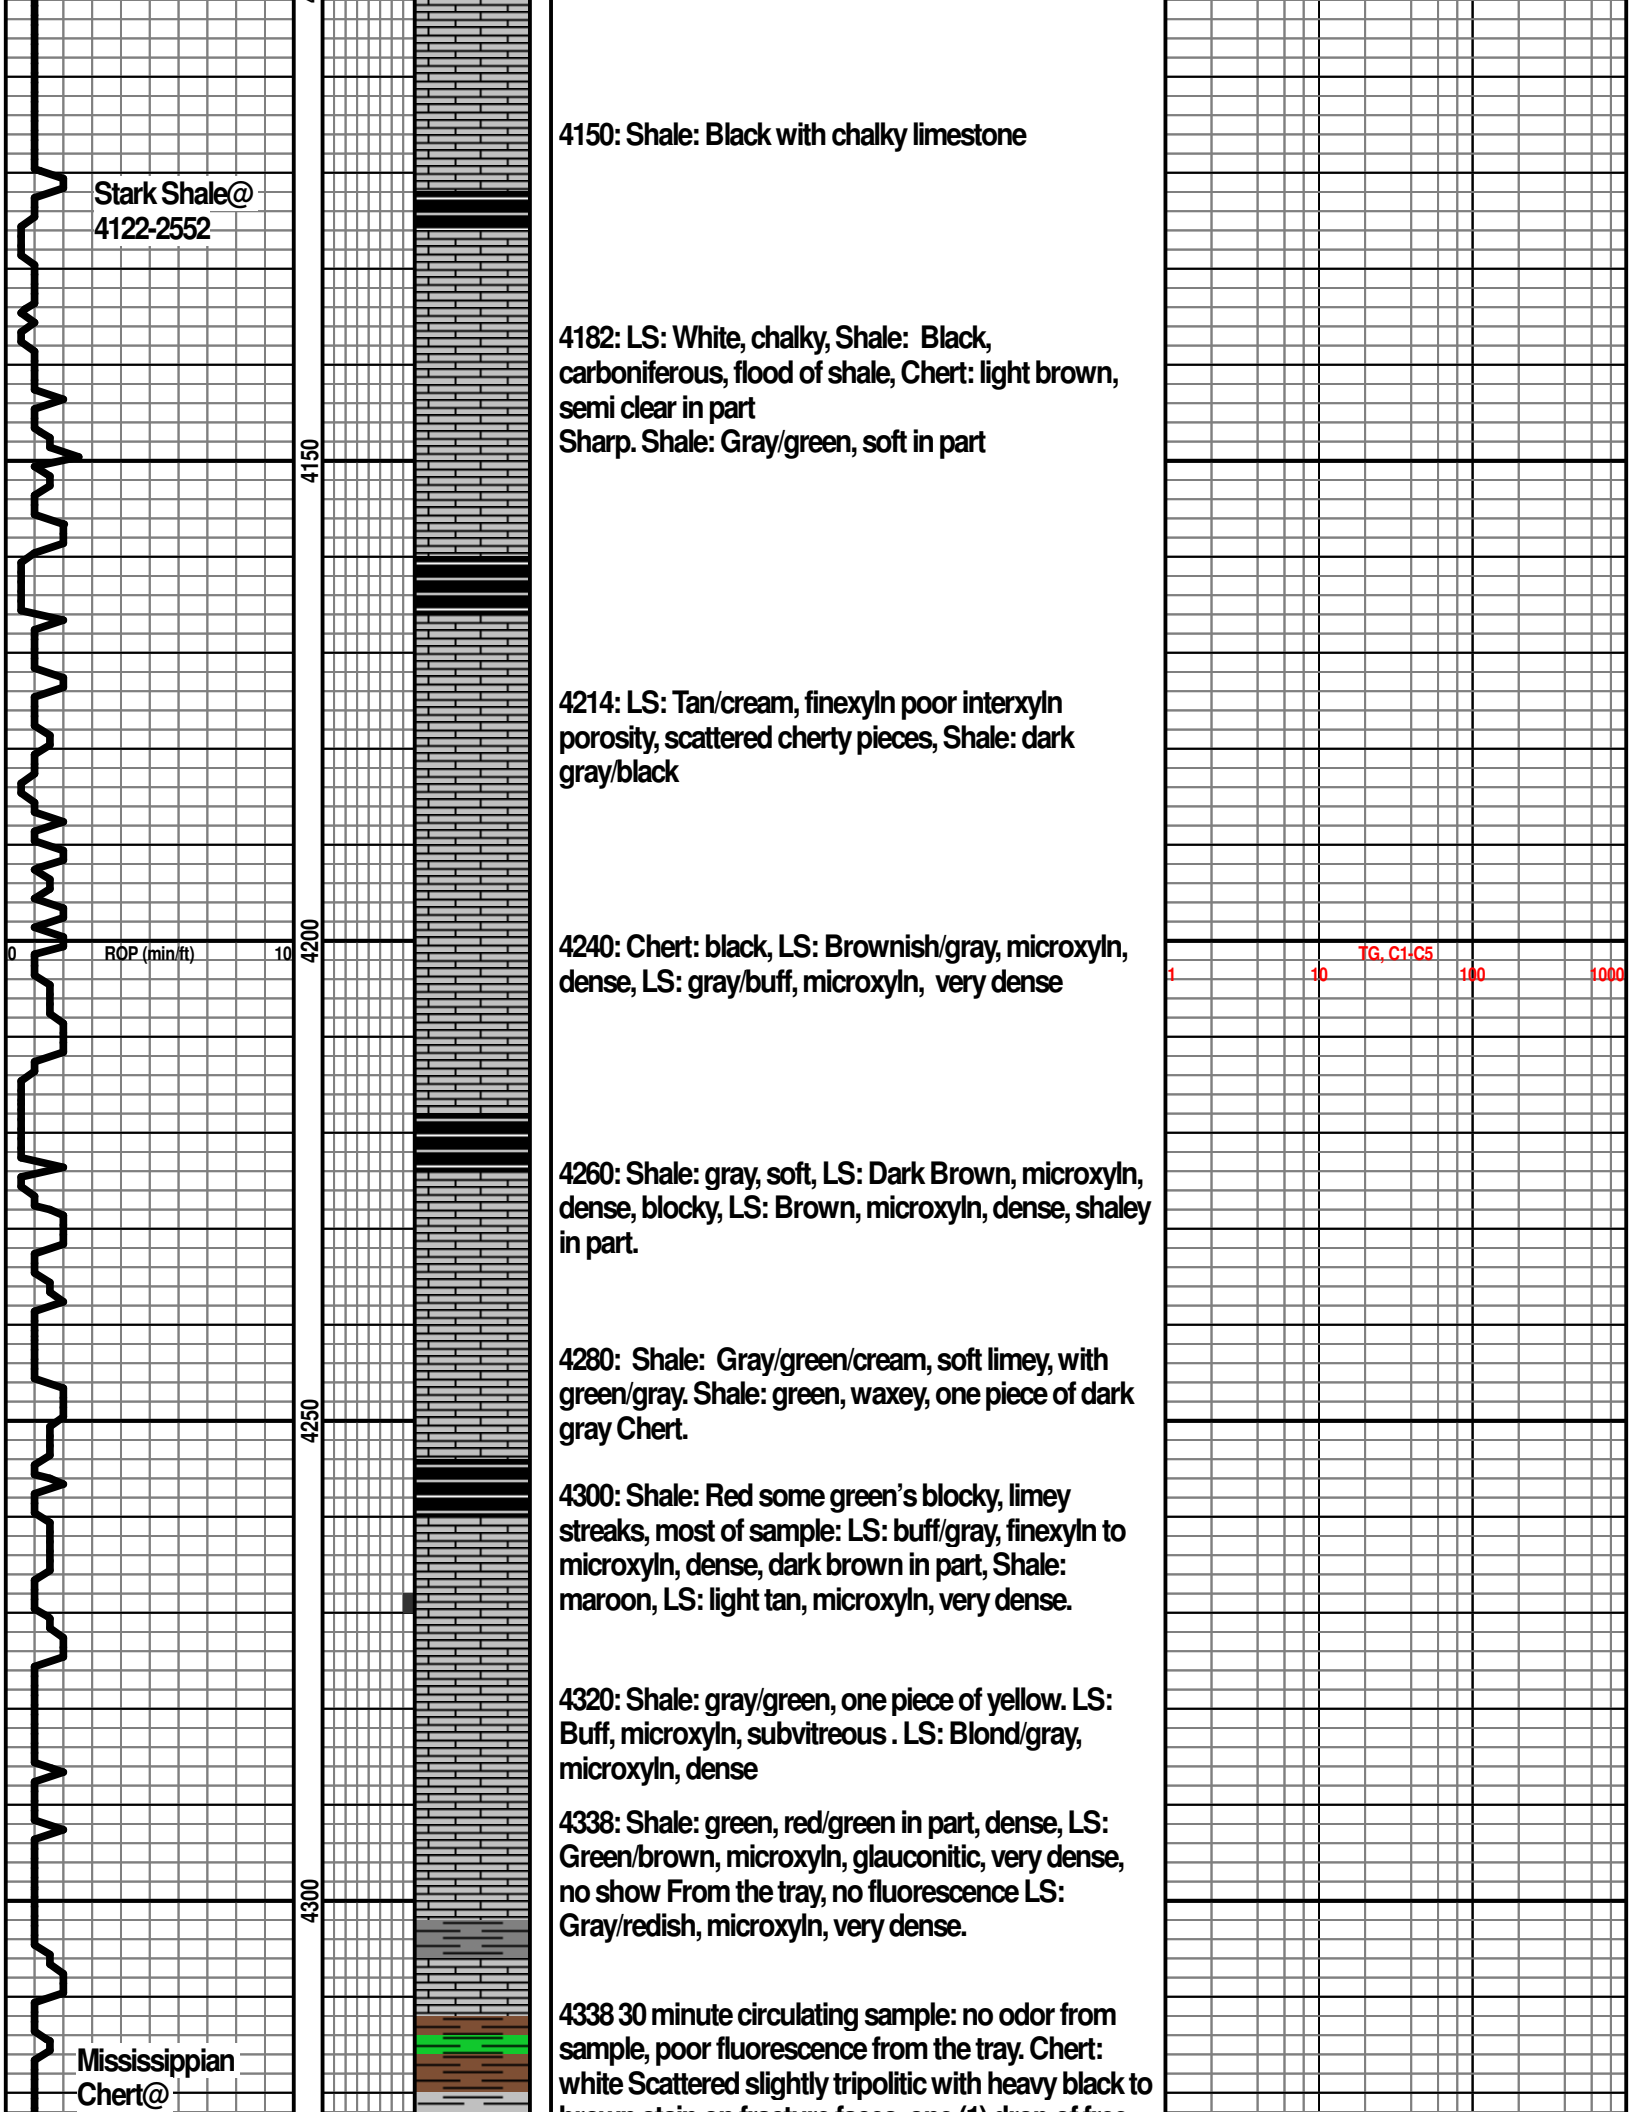 4150: Shale: Black with chalky limestone
Stark Shale@
4122-2552
4182: LS: White, chalky, Shale:  Black,
carboniferous, flood of shale, Chert: light brown,
semi clear in part
Sharp. Shale: Gray/green, soft in part
4150
4214: LS: Tan/cream, finexyln poor interxyln
porosity, scattered cherty pieces, Shale: dark
gray/black
4200
0 ROP (min/ft) 10
4240: Chert: black, LS: Brownish/gray, microxyln,
dense, LS: gray/buff, microxyln,  very dense
TG, C1-C5
1 10 100 1000
4260: Shale: gray, soft, LS: Dark Brown, microxyln,
dense, blocky, LS: Brown, microxyln, dense, shaley
in part.
4280:  Shale:  Gray/green/cream, soft limey, with
green/gray. Shale: green, waxey, one piece of dark
gray Chert.
4250
4300: Shale: Red some green's blocky, limey
streaks, most of sample: LS: buff/gray, finexyln to
microxyln, dense, dark brown in part, Shale:
maroon, LS: light tan, microxyln, very dense.
4320: Shale: gray/green, one piece of yellow. LS:
Buff, microxyln, subvitreous . LS: Blond/gray,
microxyln, dense
4338: Shale: green, red/green in part, dense, LS:
Green/brown, microxyln, glauconitic, very dense,
no show From the tray, no fluorescence LS:
Gray/redish, microxyln, very dense.
4300
4338 30 minute circulating sample: no odor from
sample, poor fluorescence from the tray. Chert:
white Scattered slightly tripolitic with heavy black to
brown stain on fracture faces, one (1) drop of free
Mississippian
Chert@